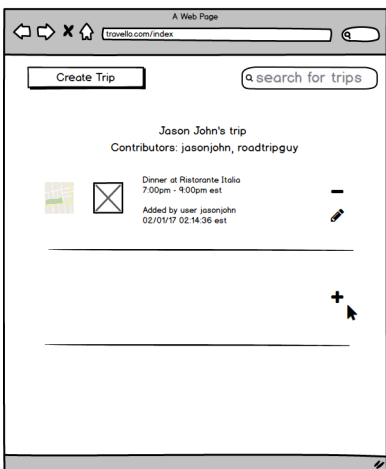 A Web Page
travello.com/index
Create Trip
search for trips
Jason John's trip
Contributors: jasonjohn, roadtripguy
Dinner at Ristorante Italia
7:00pm - 9:00pm est
Added by user jasonjohn
02/01/17 02:14:36 est